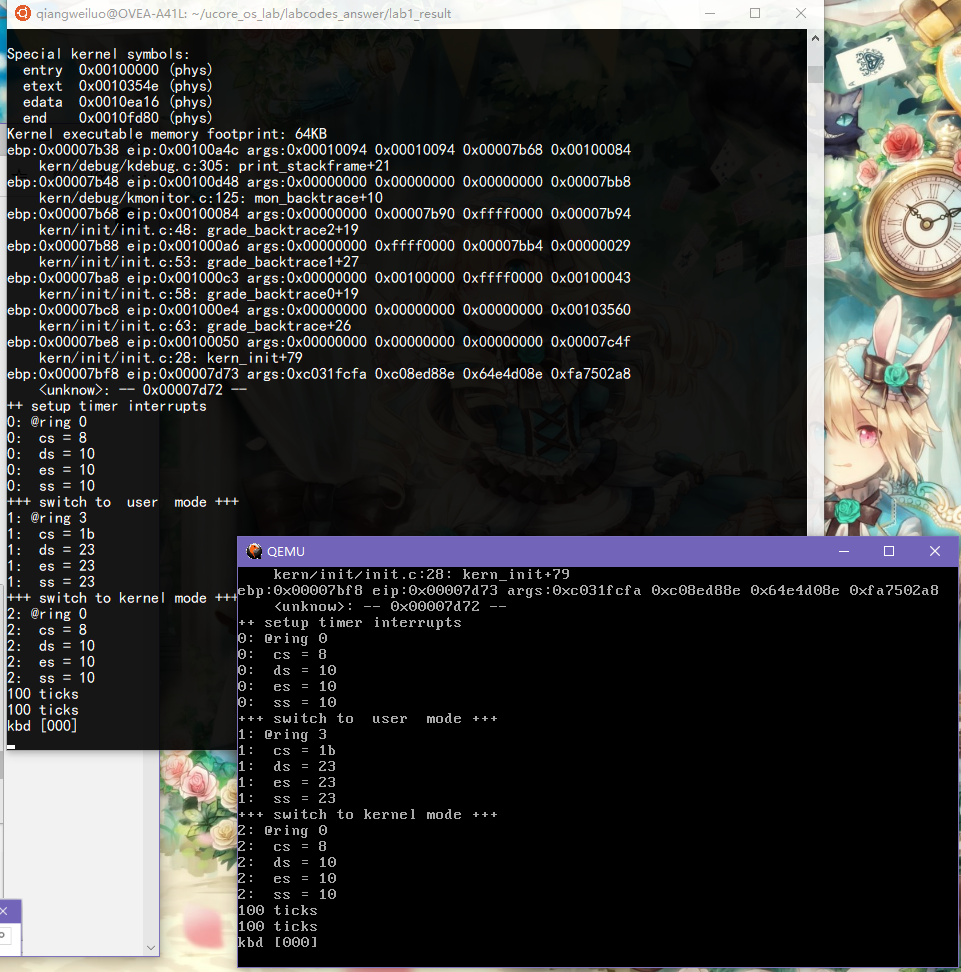 qiangweiluo@OVEA-A41L: ~/ucore_os_lab/labcodes_answer/lab1_result
Special kernel symbols:
  entry  0x00100000 (phys)
  etext  0x0010354e (phys)
  edata  0x0010ea16 (phys)
  end    0x0010fd80 (phys)
Kernel executable memory footprint: 64KB
ebp:0x00007b38 eip:0x00100a4c args:0x00010094 0x00010094 0x00007b68 0x00100084
    kern/debug/kdebug.c:305: print_stackframe+21
ebp:0x00007b48 eip:0x00100d48 args:0x00000000 0x00000000 0x00000000 0x00007bb8
    kern/debug/kmonitor.c:125: mon_backtrace+10
ebp:0x00007b68 eip:0x00100084 args:0x00000000 0x00007b90 0xffff0000 0x00007b94
    kern/init/init.c:48: grade_backtrace2+19
ebp:0x00007b88 eip:0x001000a6 args:0x00000000 0xffff0000 0x00007bb4 0x00000029
    kern/init/init.c:53: grade_backtrace1+27
ebp:0x00007ba8 eip:0x001000c3 args:0x00000000 0x00100000 0xffff0000 0x00100043
    kern/init/init.c:58: grade_backtrace0+19
ebp:0x00007bc8 eip:0x001000e4 args:0x00000000 0x00000000 0x00000000 0x00103560
    kern/init/init.c:63: grade_backtrace+26
ebp:0x00007be8 eip:0x00100050 args:0x00000000 0x00000000 0x00000000 0x00007c4f
    kern/init/init.c:28: kern_init+79
ebp:0x00007bf8 eip:0x00007d73 args:0xc031fcfa 0xc08ed88e 0x64e4d08e 0xfa7502a8
    <unknow>: -- 0x00007d72 --
++ setup timer interrupts
0: @ring 0
0:  cs = 8
0:  ds = 10
0:  es = 10
0:  ss = 10
+++ switch to  user  mode +++
1: @ring 3
1:  cs = 1b
1:  ds = 23
1:  es = 23
1:  ss = 23
+++ switch to kernel mode +++
2: @ring 0
2:  cs = 8
2:  ds = 10
2:  es = 10
2:  ss = 10
100 ticks
100 ticks
kbd [000]
QEMU
    kern/init/init.c:28: kern_init+79
ebp:0x00007bf8 eip:0x00007d73 args:0xc031fcfa 0xc08ed88e 0x64e4d08e 0xfa7502a8
    <unknow>: -- 0x00007d72 --
++ setup timer interrupts
0: @ring 0
0:  cs = 8
0:  ds = 10
0:  es = 10
0:  ss = 10
+++ switch to  user  mode +++
1: @ring 3
1:  cs = 1b
1:  ds = 23
1:  es = 23
1:  ss = 23
+++ switch to kernel mode +++
2: @ring 0
2:  cs = 8
2:  ds = 10
2:  es = 10
2:  ss = 10
100 ticks
100 ticks
kbd [000]